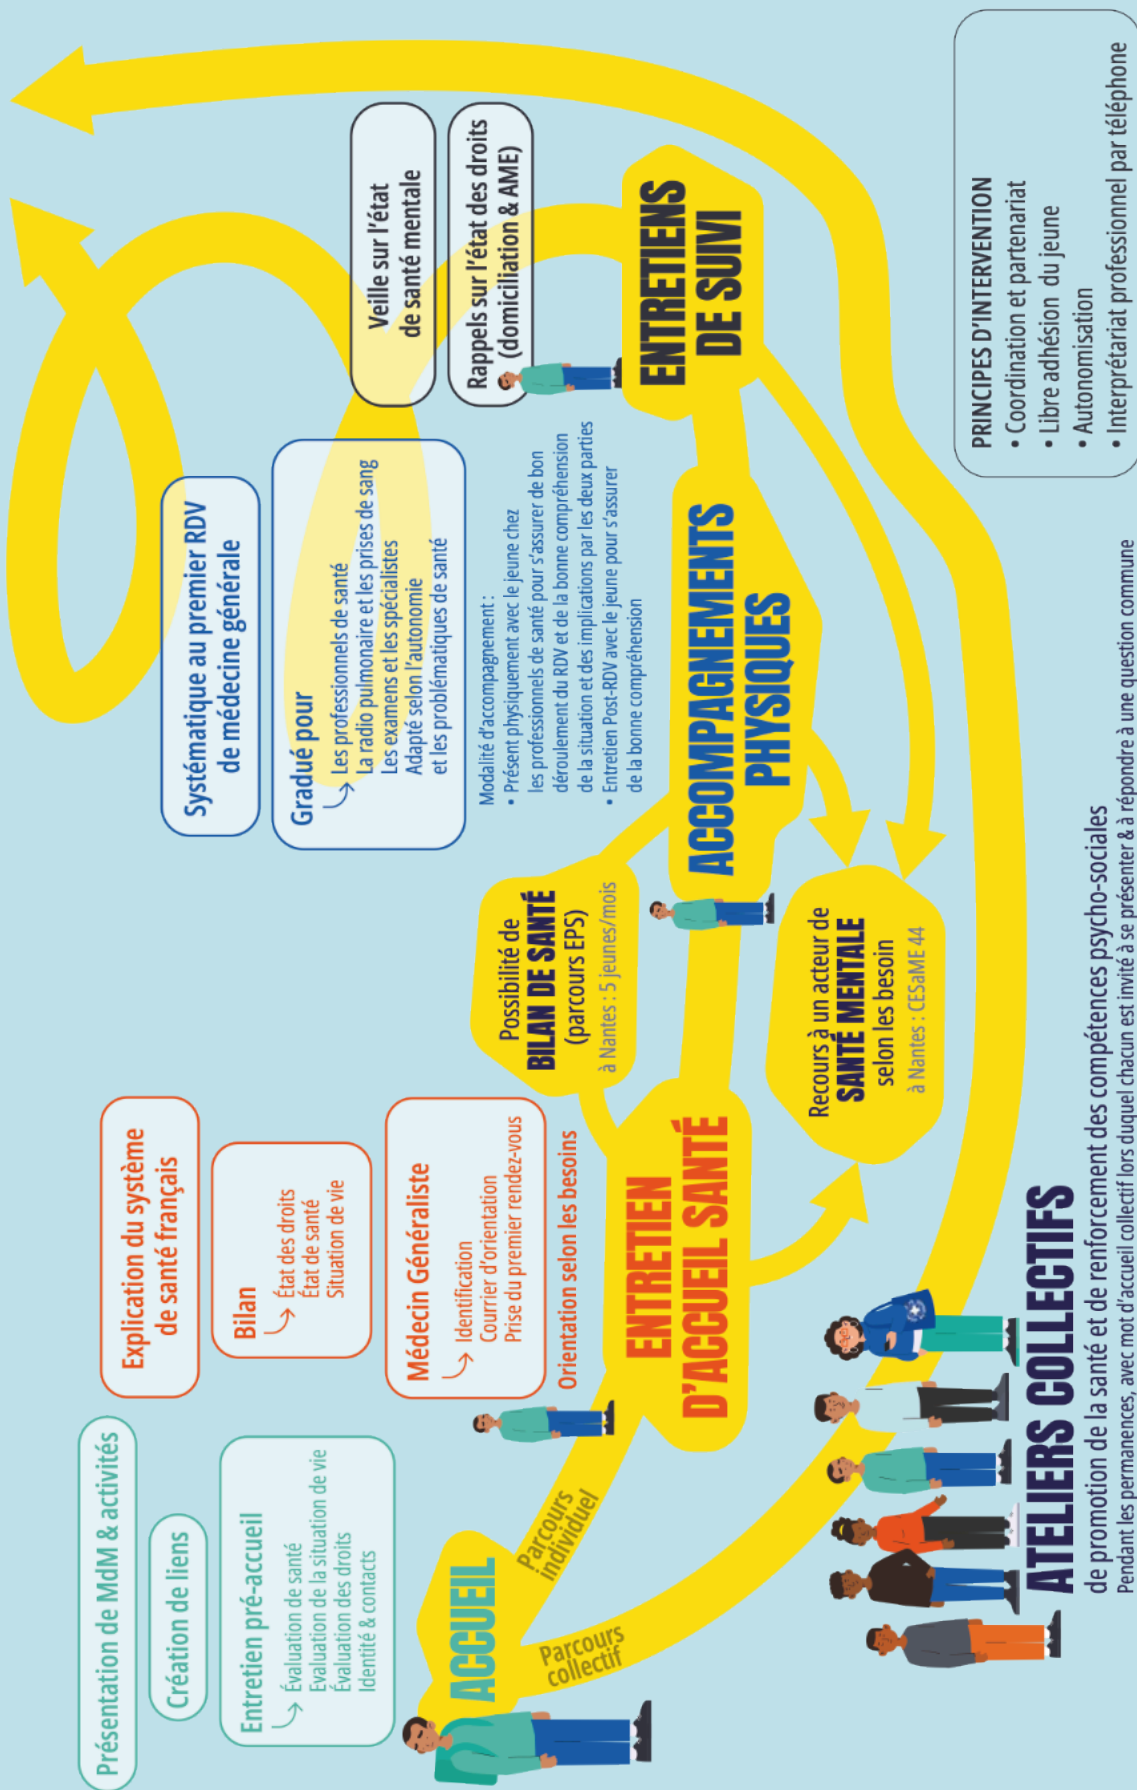 Présentation de MdM & activités
Création de liens
Entretien pré-accueil
Évaluation de santé
Evaluation de la situation de vie
Évaluation des droits
Identité & contacts
ACCUEIL
Parcours
individuel
Parcours
collectif
Explication du système
de santé français
Bilan
État des droits
État de santé
Situation de vie
Médecin Généraliste
Identification
Courrier d'orientation
Prise du premier rendez-vous
Orientation selon les besoins
ENTRETIEN
D'ACCUEIL SANTÉ
Possibilité de
BILAN DE SANTÉ
(parcours EPS)
à Nantes : 5 jeunes/mois
Recours à un acteur de
SANTÉ MENTALE
selon les besoin
à Nantes : CESaME 44
Systématique au premier RDV
de médecine générale
Gradué pour
Les professionnels de santé
La radio pulmonaire et les prises de sang
Les examens et les spécialistes
Adapté selon l'autonomie
et les problématiques de santé
Modalité d'accompagnement :
• Présent physiquement avec le jeune chez
les professionnels de santé pour s'assurer de bon
déroulement du RDV et de la bonne compréhension
de la situation et des implications par les deux parties
• Entretien Post-RDV avec le jeune pour s'assurer
de la bonne compréhension
ACCOMPAGNEMENTS
PHYSIQUES
Veille sur l'état
de santé mentale
Rappels sur l'état des droits
(domiciliation & AME)
ENTRETIENS
DE SUIVI
ATELIERS COLLECTIFS
de promotion de la santé et de renforcement des compétences psycho-sociales
Pendant les permanences, avec mot d'accueil collectif lors duquel chacun est invité à se présenter & à répondre à une question commune
PRINCIPES D'INTERVENTION
• Coordination et partenariat
• Libre adhésion du jeune
• Autonomisation
• Interprétariat professionnel par téléphone